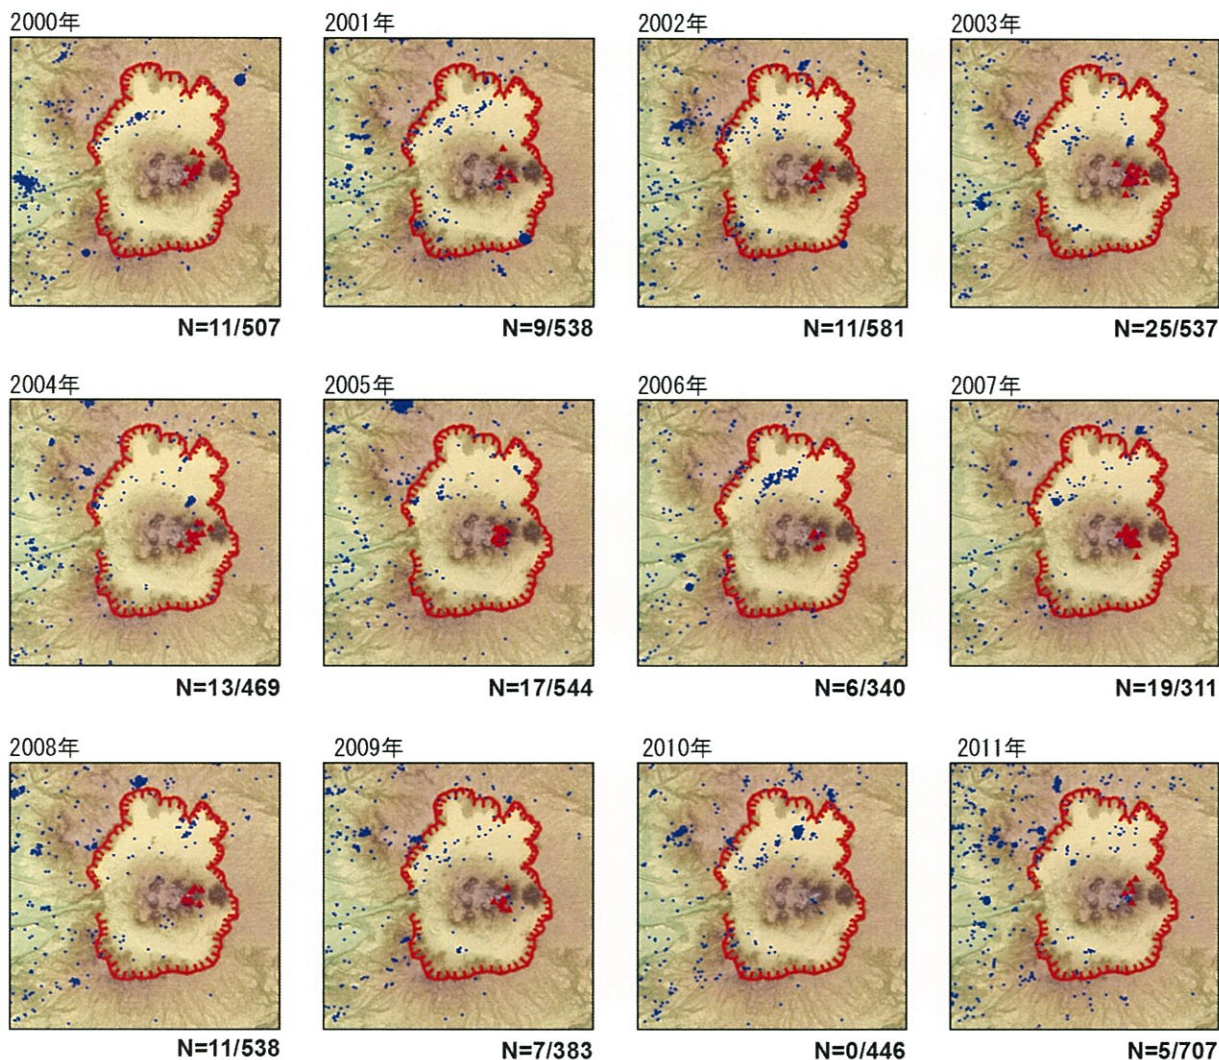 2000年
2001年
2002年
2003年
N=11/507
N=9/538
N=11/581
N=25/537
2004年
2005年
2006年
2007年
N=13/469
N=17/544
N=6/340
N=19/311
2008年
2009年
2010年
2011年
N=11/538
N=7/383
N=0/446
N=5/707